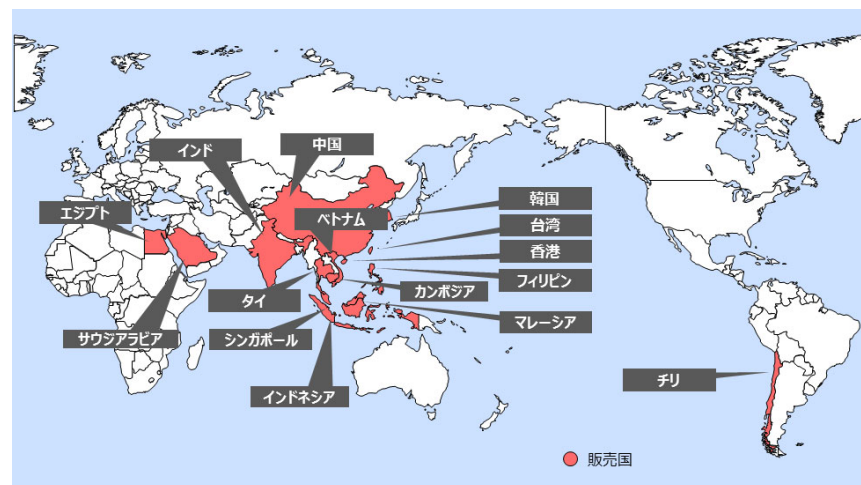 中国
インド
韓国
エジプト
ベトナム
台湾
香港
フィリピン
カンボジア
タイ
マレーシア
サウジアラビア
シンガポール
チリ
インドネシア
販売国